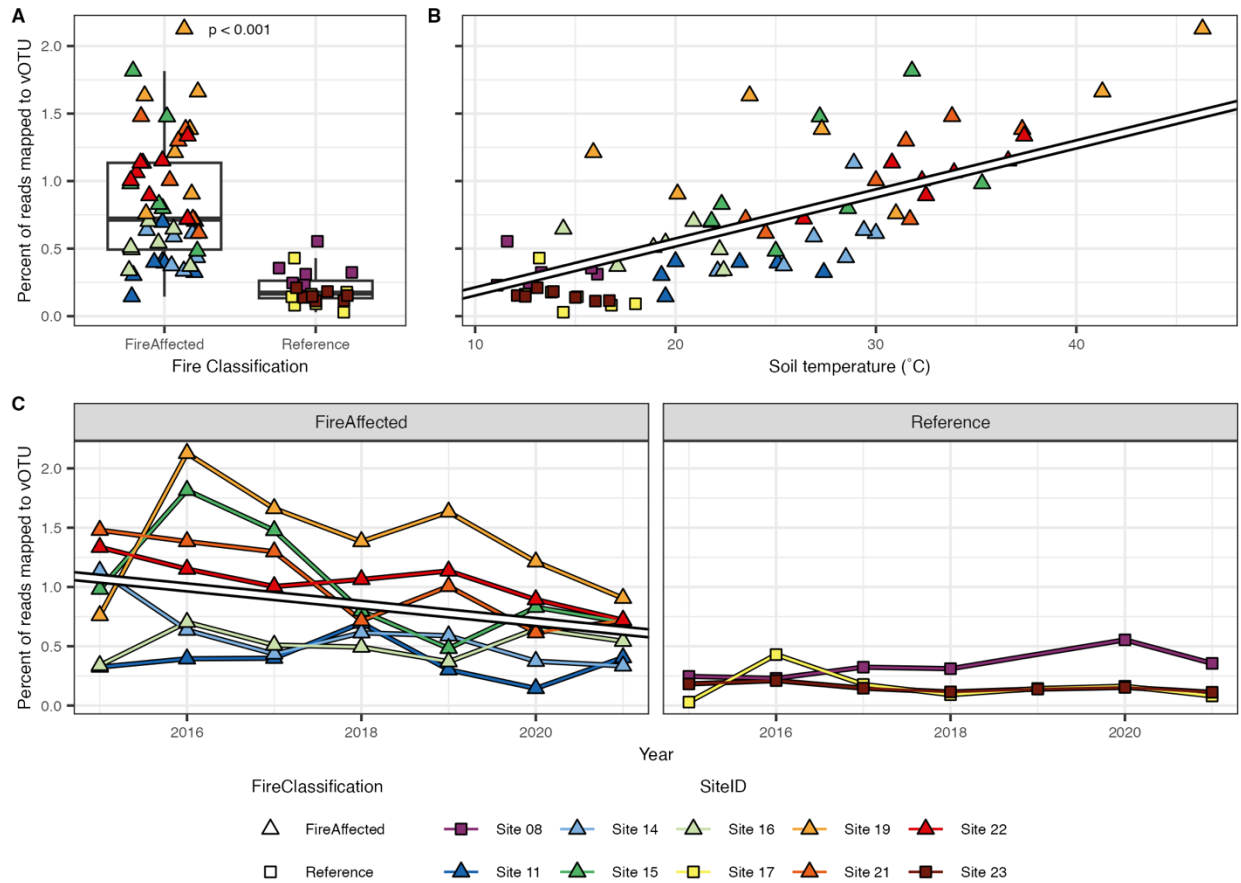 A
B
p < 0.001
Percent of reads mapped to vOTU
2.0
1.5
1.0
0.5
0.0
FireAffected
Reference
Fire Classification
10
20
30
40
Soil temperature (˚C)
C
FireAffected
Reference
Percent of reads mapped to vOTU
2.0
1.5
1.0
0.5
0.0
2016
2018
2020
2016
2018
2020
Year
FireClassification
SiteID
FireAffected
Site 08
Site 14
Site 16
Site 19
Site 22
Reference
Site 11
Site 15
Site 17
Site 21
Site 23